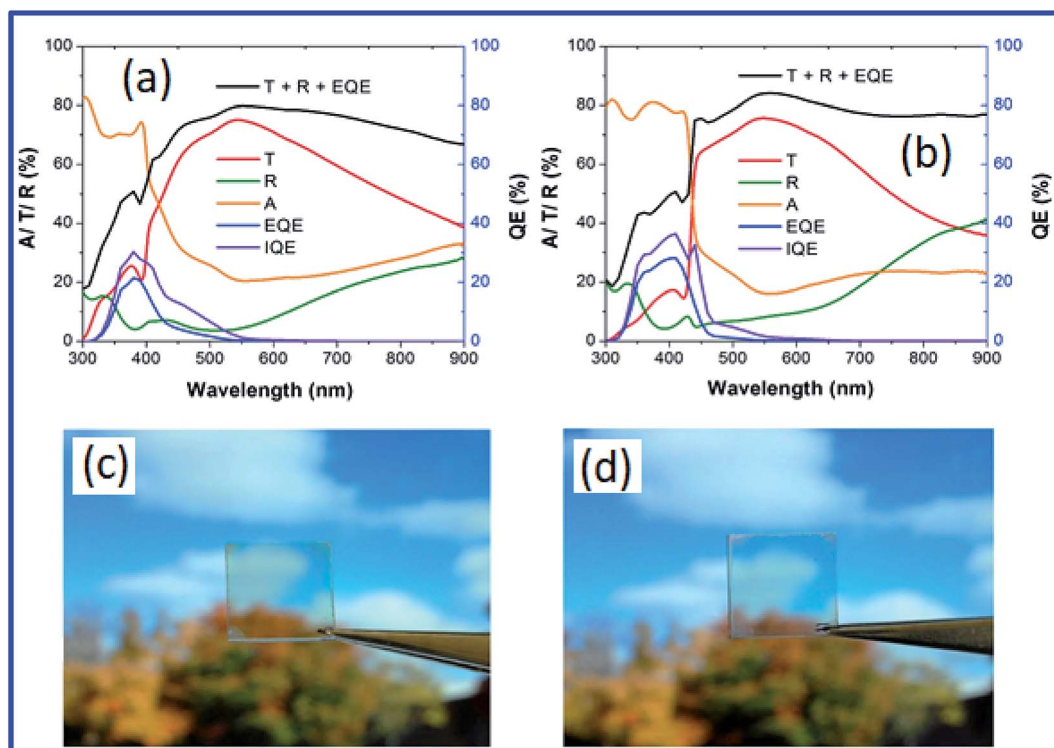 (a)
100
80
60
40
20
0
A/ T/ R (%)
T + R + EQE
T
R
A
EQE
IQE
100
80
60
40
20
0
QE (%)
300 400 500 600 700 800 900
Wavelength (nm)
(b)
100
80
60
40
20
0
A/ T/ R (%)
T + R + EQE
T
R
A
EQE
IQE
100
80
60
40
20
0
QE (%)
300 400 500 600 700 800 900
Wavelength (nm)
(c)
(d)